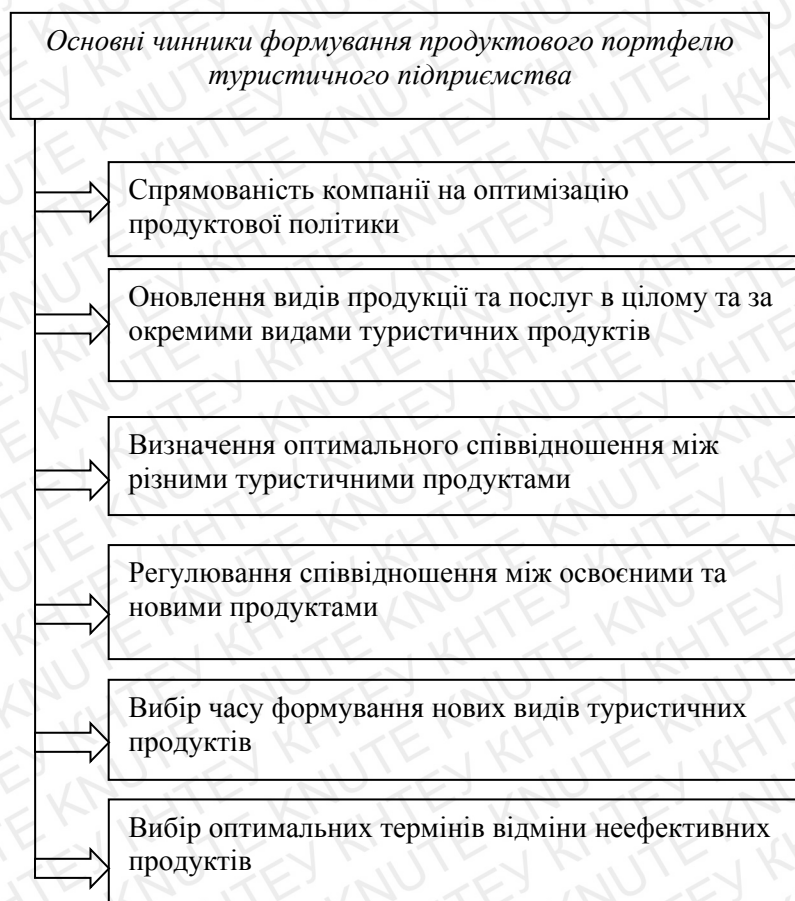 Основні чинники формування продуктового портфелю
туристичного підприємства
Спрямованість компанії на оптимізацію
продуктової політики
Оновлення видів продукції та послуг в цілому та за
окремими видами туристичних продуктів
Визначення оптимального співвідношення між
різними туристичними продуктами
Регулювання співвідношення між освоєними та
новими продуктами
Вибір часу формування нових видів туристичних
продуктів
Вибір оптимальних термінів відміни неефективних
продуктів